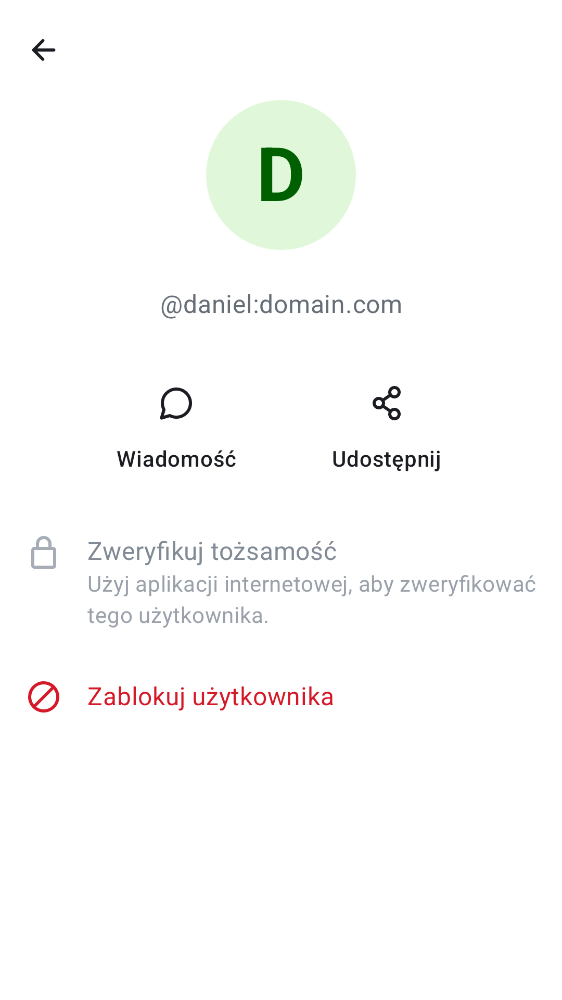 D
@daniel:domain.com
Wiadomość
Udostępnij
Zweryfikuj tożsamość
Użyj aplikacji internetowej, aby zweryfikować
tego użytkownika.
Zablokuj użytkownika